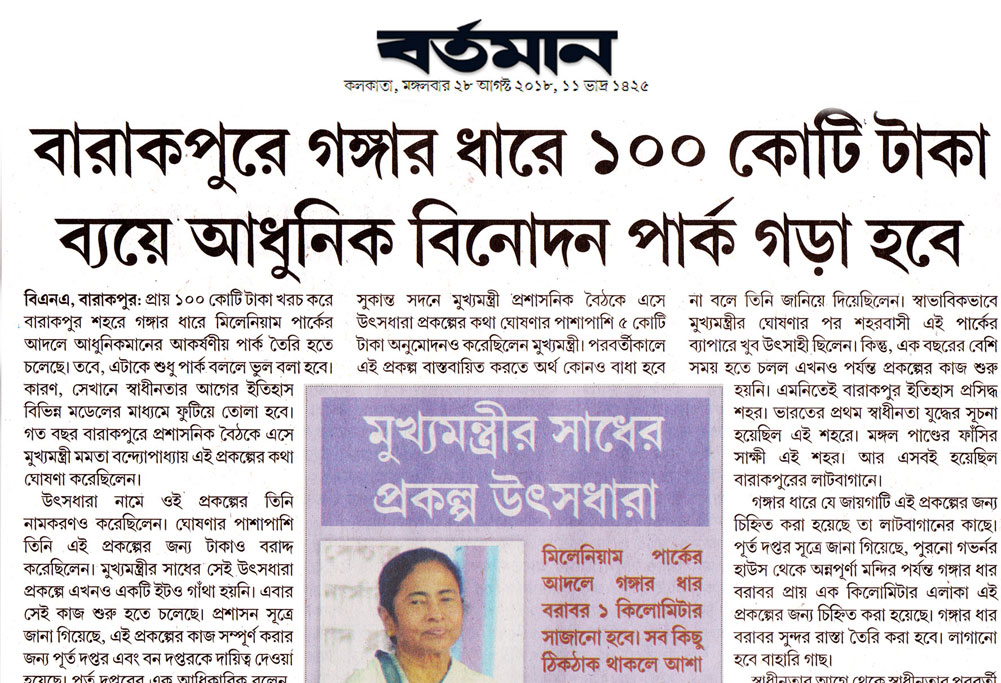 বর্তমান
কলকাতা, মঙ্গলবার ২৮ আগস্ট ২০১৮, ১১ ভাদ্র ১৪২৫
বারাকপুরে গঙ্গার ধারে ১০০ কোটি টাকা
ব্যয়ে আধুনিক বিনোদন পার্ক গড়া হবে
বিএনএ, বারাকপুর: প্রায় ১০০ কোটি টাকা খরচ করে
বারাকপুর শহরে গঙ্গার ধারে মিলেনিয়াম পার্কের
আদলে আধুনিকমানের আকর্ষণীয় পার্ক তৈরি হতে
চলেছে। তবে, এটাকে শুধু পার্ক বললে ভুল বলা হবে।
কারণ, সেখানে স্বাধীনতার আগের ইতিহাস
বিভিন্ন মডেলের মাধ্যমে ফুটিয়ে তোলা হবে।
গত বছর বারাকপুরে প্রশাসনিক বৈঠকে এসে
মুখ্যমন্ত্রী মমতা বন্দ্যোপাধ্যায় এই প্রকল্পের কথা
ঘোষণা করেছিলেন।
উৎসধারা নামে ওই প্রকল্পের তিনি
নামকরণও করেছিলেন। ঘোষণার পাশাপাশি
তিনি এই প্রকল্পের জন্য টাকাও বরাদ্দ
করেছিলেন। মুখ্যমন্ত্রীর সাধের সেই উৎসধারা
প্রকল্পে এখনও একটি ইটও গাঁথা হয়নি। এবার
সেই কাজ শুরু হতে চলেছে। প্রশাসন সূত্রে
জানা গিয়েছে, এই প্রকল্পের কাজ সম্পূর্ণ করার
জন্য পূর্ত দপ্তর এবং বন দপ্তরকে দায়িত্ব দেওয়া
হয়েছে। পূর্ত দপ্তরের এক আধিকারিক বলেন,
সুকান্ত সদনে মুখ্যমন্ত্রী প্রশাসনিক বৈঠকে এসে
উৎসধারা প্রকল্পের কথা ঘোষণার পাশাপাশি ৫ কোটি
টাকা অনুমোদনও করেছিলেন মুখ্যমন্ত্রী। পরবর্তীকালে
এই প্রকল্প বাস্তবায়িত করতে অর্থ কোনও বাধা হবে
মুখ্যমন্ত্রীর সাধের
প্রকল্প উৎসধারা
মিলেনিয়াম পার্কের
আদলে গঙ্গার ধার
বরাবর ১ কিলোমিটার
সাজানো হবে। সব কিছু
ঠিকঠাক থাকলে আশা
না বলে তিনি জানিয়ে দিয়েছিলেন। স্বাভাবিকভাবে
মুখ্যমন্ত্রীর ঘোষণার পর শহরবাসী এই পার্কের
ব্যাপারে খুব উৎসাহী ছিলেন। কিন্তু, এক বছরের বেশি
সময় হতে চলল এখনও পর্যন্ত প্রকল্পের কাজ শুরু
হয়নি। এমনিতেই বারাকপুর ইতিহাস প্রসিদ্ধ
শহর। ভারতের প্রথম স্বাধীনতা যুদ্ধের সূচনা
হয়েছিল এই শহরে। মঙ্গল পাণ্ডের ফাঁসির
সাক্ষী এই শহর। আর এসবই হয়েছিল
বারাকপুরের লাটবাগানে।
গঙ্গার ধারে যে জায়গাটি এই প্রকল্পের জন্য
চিহ্নিত করা হয়েছে তা লাটবাগানের কাছে।
পূর্ত দপ্তর সূত্রে জানা গিয়েছে, পুরনো গভর্নর
হাউস থেকে অন্নপূর্ণা মন্দির পর্যন্ত গঙ্গার ধার
বরাবর প্রায় এক কিলোমিটার এলাকা এই
প্রকল্পের জন্য চিহ্নিত করা হয়েছে। গঙ্গার ধার
বরাবর সুন্দর রাস্তা তৈরি করা হবে। লাগানো
হবে বাহারি গাছ।
স্বাধীনতার আগে থেকে স্বাধীনতার পরবর্তী